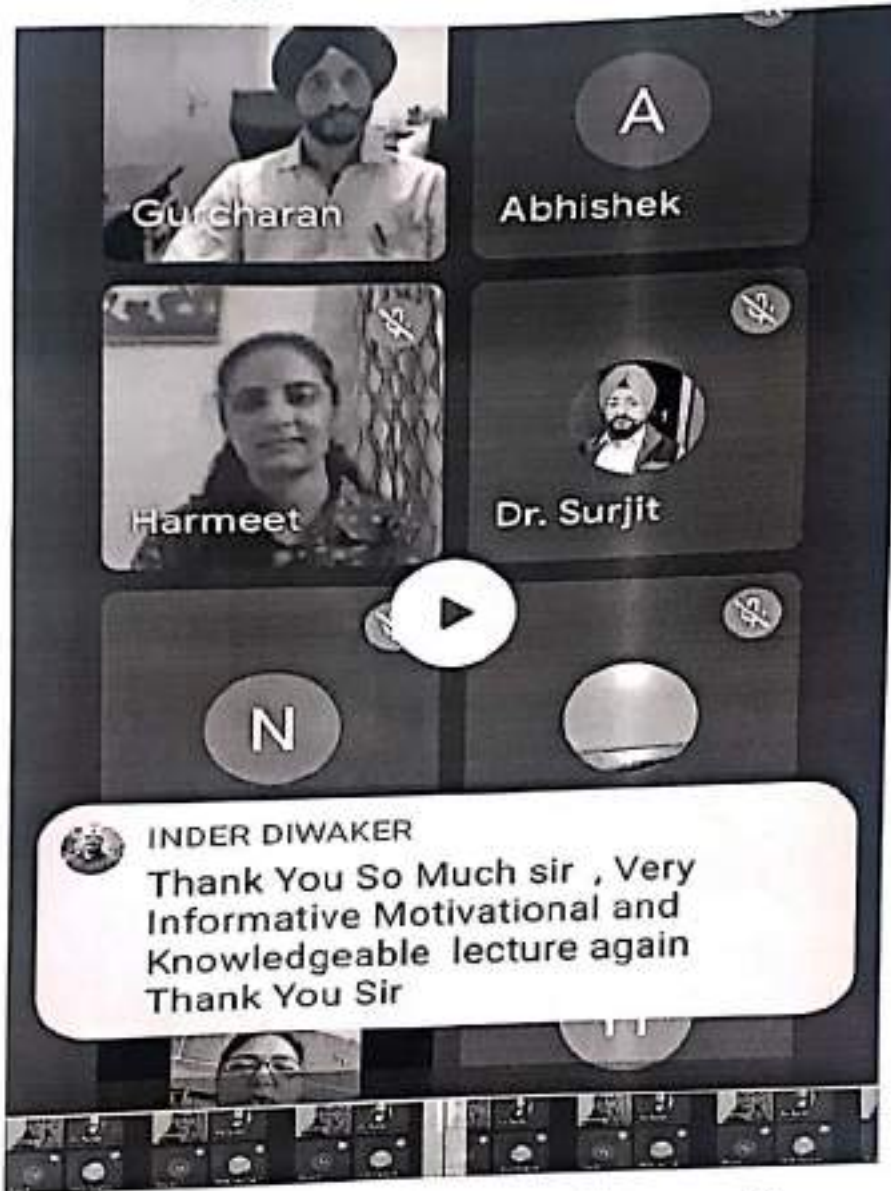 Gurcharan
A
Abhishek
Harmeet
Dr. Surjit
N
INDER DIWAKER
Thank You So Much sir , Very
Informative Motivational and
Knowledgeable lecture again
Thank You Sir